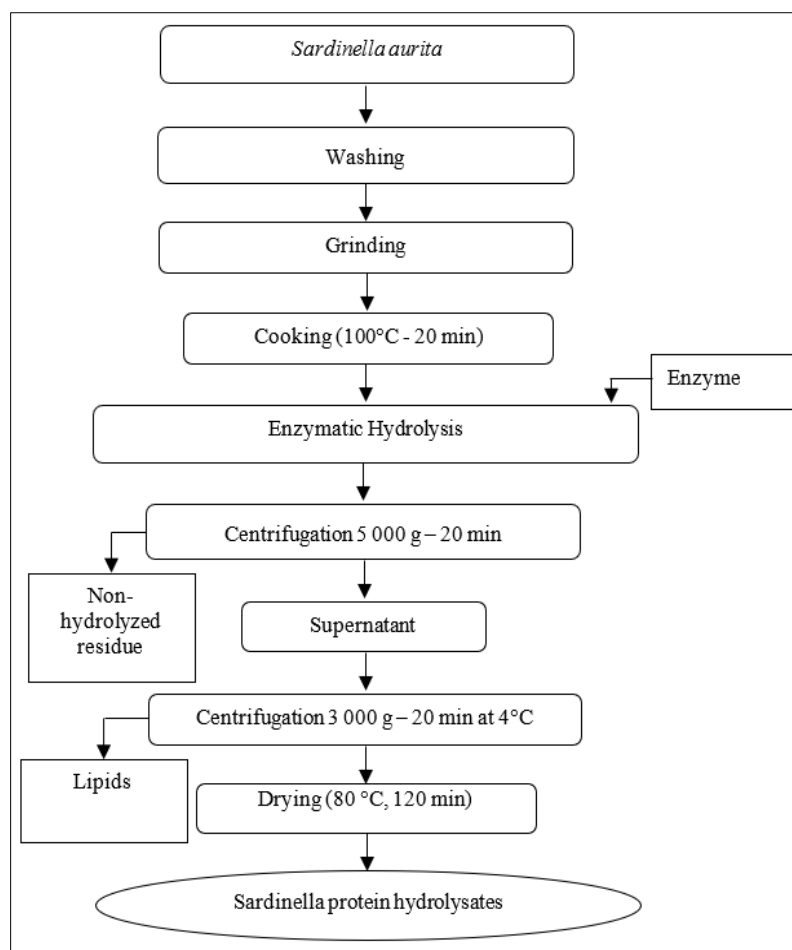 Sardinella aurita
Washing
Grinding
Cooking (100°C - 20 min)
Enzyme
Enzymatic Hydrolysis
Centrifugation 5 000 g – 20 min
Non-
hydrolyzed
residue
Supernatant
Centrifugation 3 000 g – 20 min at 4°C
Lipids
Drying (80 °C, 120 min)
Sardinella protein hydrolysates